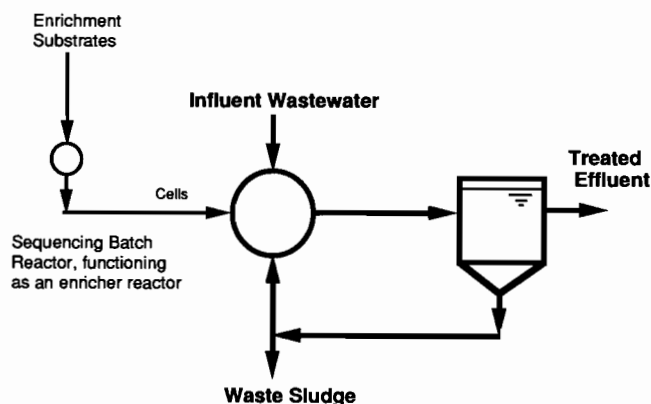 Enrichment
Substrates
Influent Wastewater
Treated
Effluent
Cells
Sequencing Batch
Reactor, functioning
as an enricher reactor
Waste Sludge